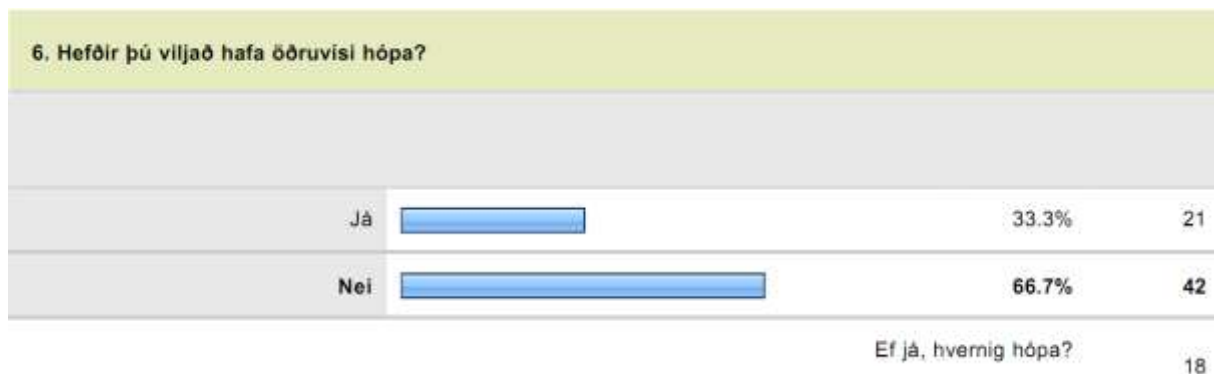 6. Hefðir þú viljað hafa öðruvísi hópa?
Já 33.3% 21
Nei 66.7% 42
Ef já, hvernig hópa? 18